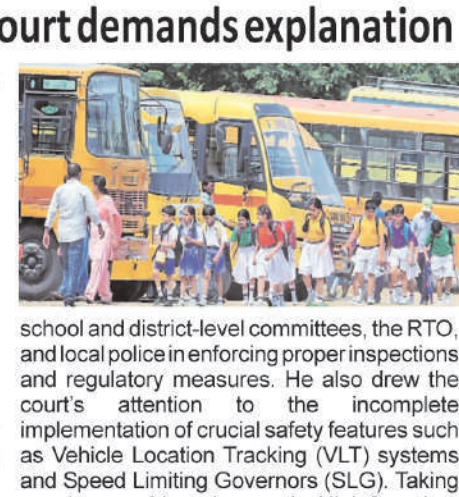 ourt demands explanation
school and district-level committees, the RTO,
and local police in enforcing proper inspections
and regulatory measures. He also drew the
court's attention to the incomplete
implementation of crucial safety features such
as Vehicle Location Tracking (VLT) systems
and Speed Limiting Governors (SLG). Taking